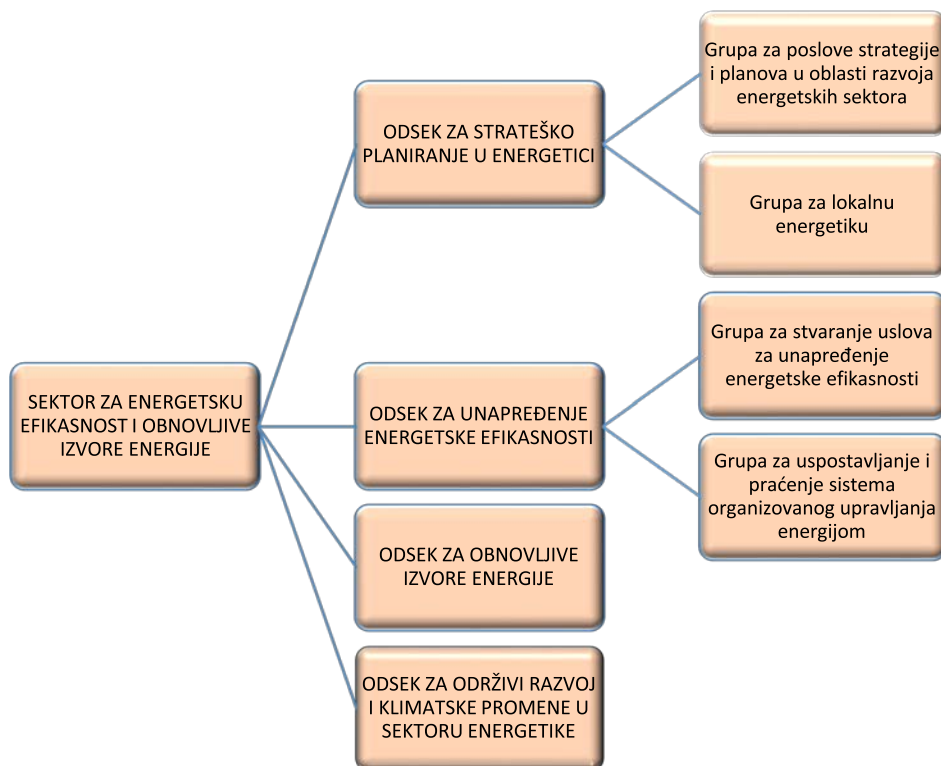 SEKTOR ZA ENERGETSKU
EFIKASNOST I OBNOVLJIVE
IZVORE ENERGIJE
ODSEK ZA STRATEŠKO
PLANIRANJE U ENERGETICI
Grupa za poslove strategije
i planova u oblasti razvoja
energetskih sektora
Grupa za lokalnu
energetiku
ODSEK ZA UNAPREĐENJE
ENERGETSKE EFIKASNOSTI
Grupa za stvaranje uslova
za unapređenje
energetske efikasnosti
Grupa za uspostavljanje i
praćenje sistema
organizovanog upravljanja
energijom
ODSEK ZA OBNOVLJIVE
IZVORE ENERGIJE
ODSEK ZA ODRŽIVI RAZVOJ
I KLIMATSKE PROMENE U
SEKTORU ENERGETIKE